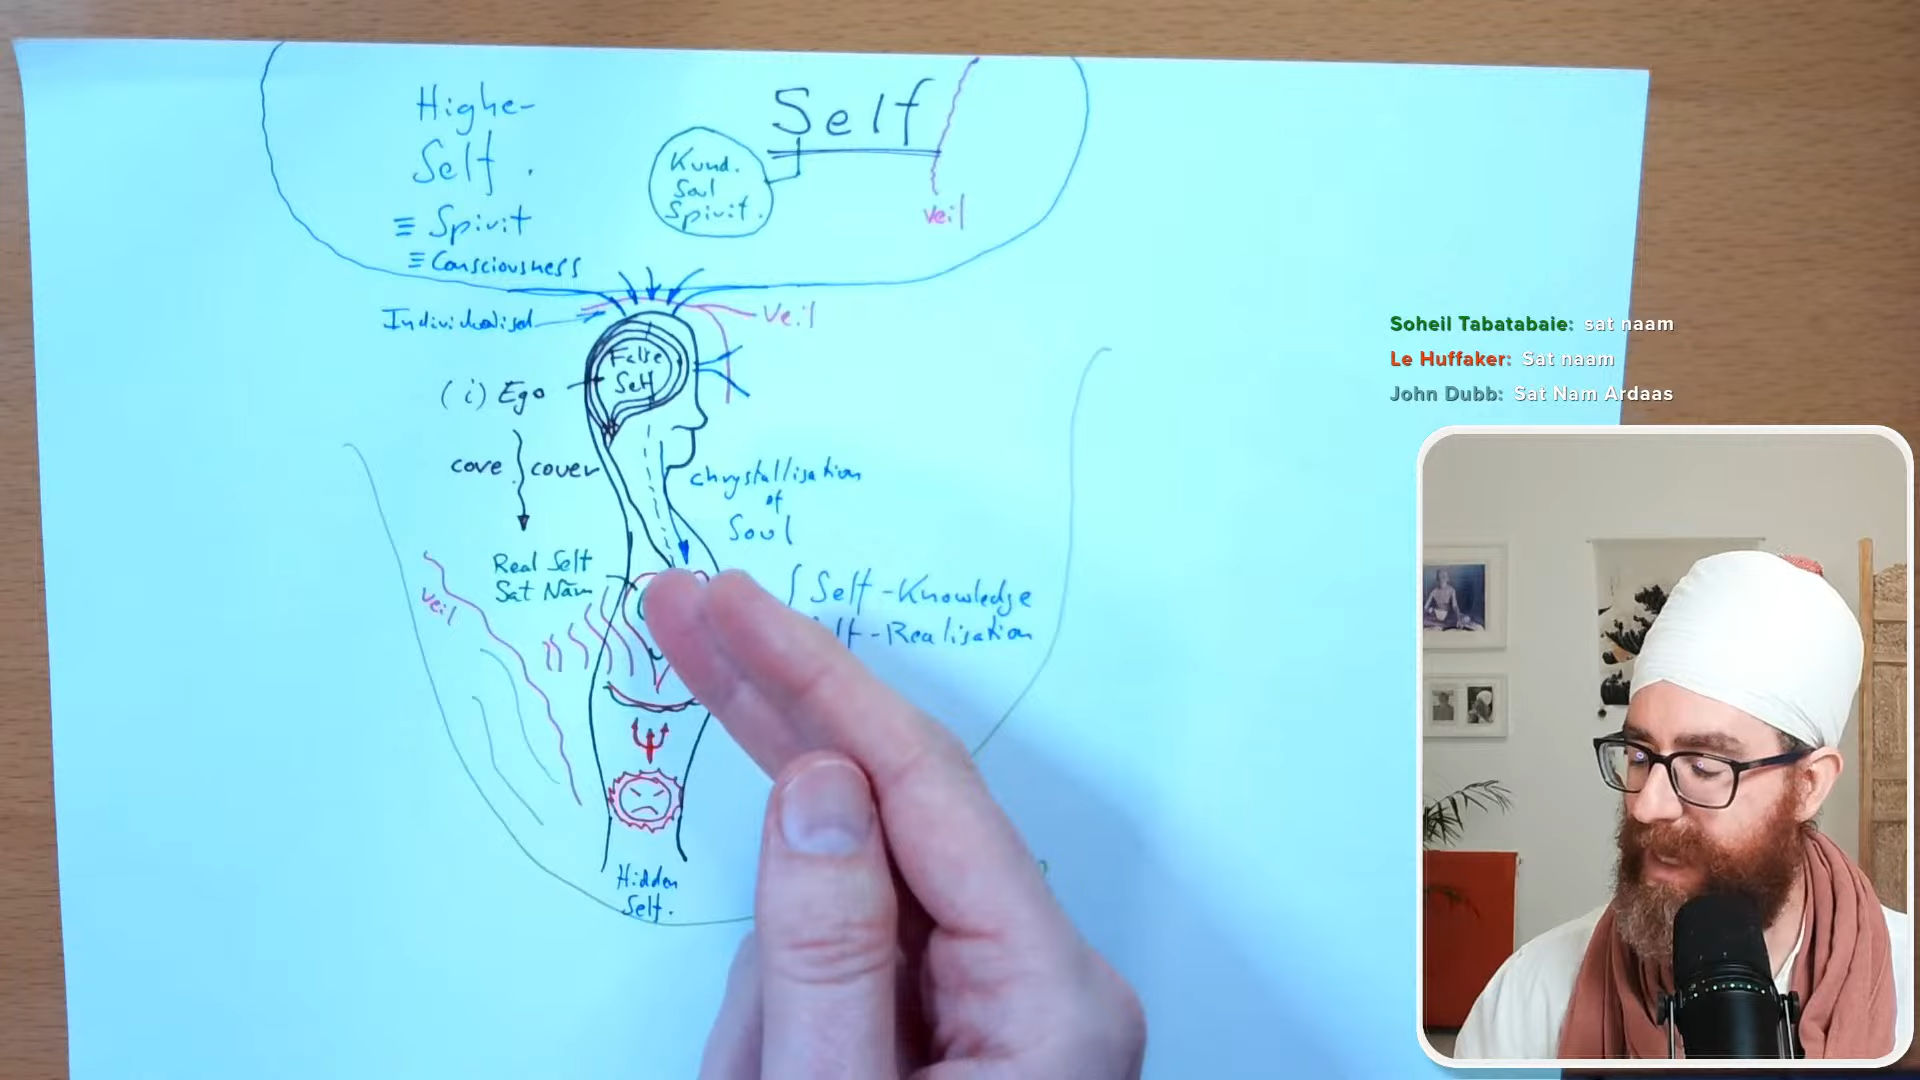 Higher
Self.
≡ Spirit
≡ Consciousness
Self
Kund.
Soul
Spirit.
Veil
Individualised
Veil
False
Self
(i) Ego
cove
cover
chrystallisation
of
Soul
Real Self
Sat Nām
Veil
Self-Knowledge
lf-Realisation
Hidden
Self.
Soheil Tabatabaie: sat naam
Le Huffaker: Sat naam
John Dubb: Sat Nam Ardaas